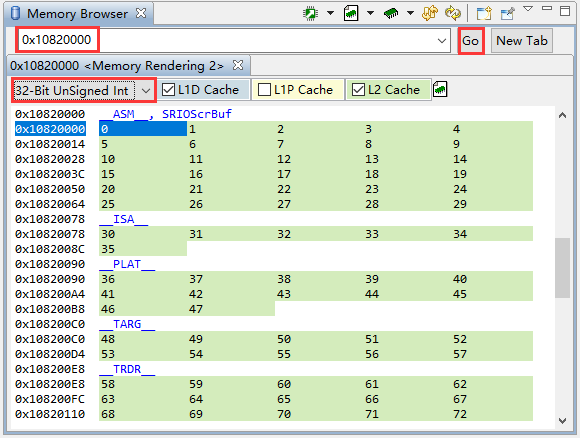 Memory Browser
0x10820000 Go New Tab
0x10820000 <Memory Rendering 2>
32-Bit UnSigned Int L1D Cache L1P Cache L2 Cache
0x10820000 __ASM__, SRIOScrBuf
0x10820000 0 1 2 3 4
0x10820014 5 6 7 8 9
0x10820028 10 11 12 13 14
0x1082003C 15 16 17 18 19
0x10820050 20 21 22 23 24
0x10820064 25 26 27 28 29
0x10820078 __ISA__
0x10820078 30 31 32 33 34
0x1082008C 35
0x10820090 __PLAT__
0x10820090 36 37 38 39 40
0x108200A4 41 42 43 44 45
0x108200B8 46 47
0x108200C0 __TARG__
0x108200C0 48 49 50 51 52
0x108200D4 53 54 55 56 57
0x108200E8 __TRDR__
0x108200E8 58 59 60 61 62
0x108200FC 63 64 65 66 67
0x10820110 68 69 70 71 72